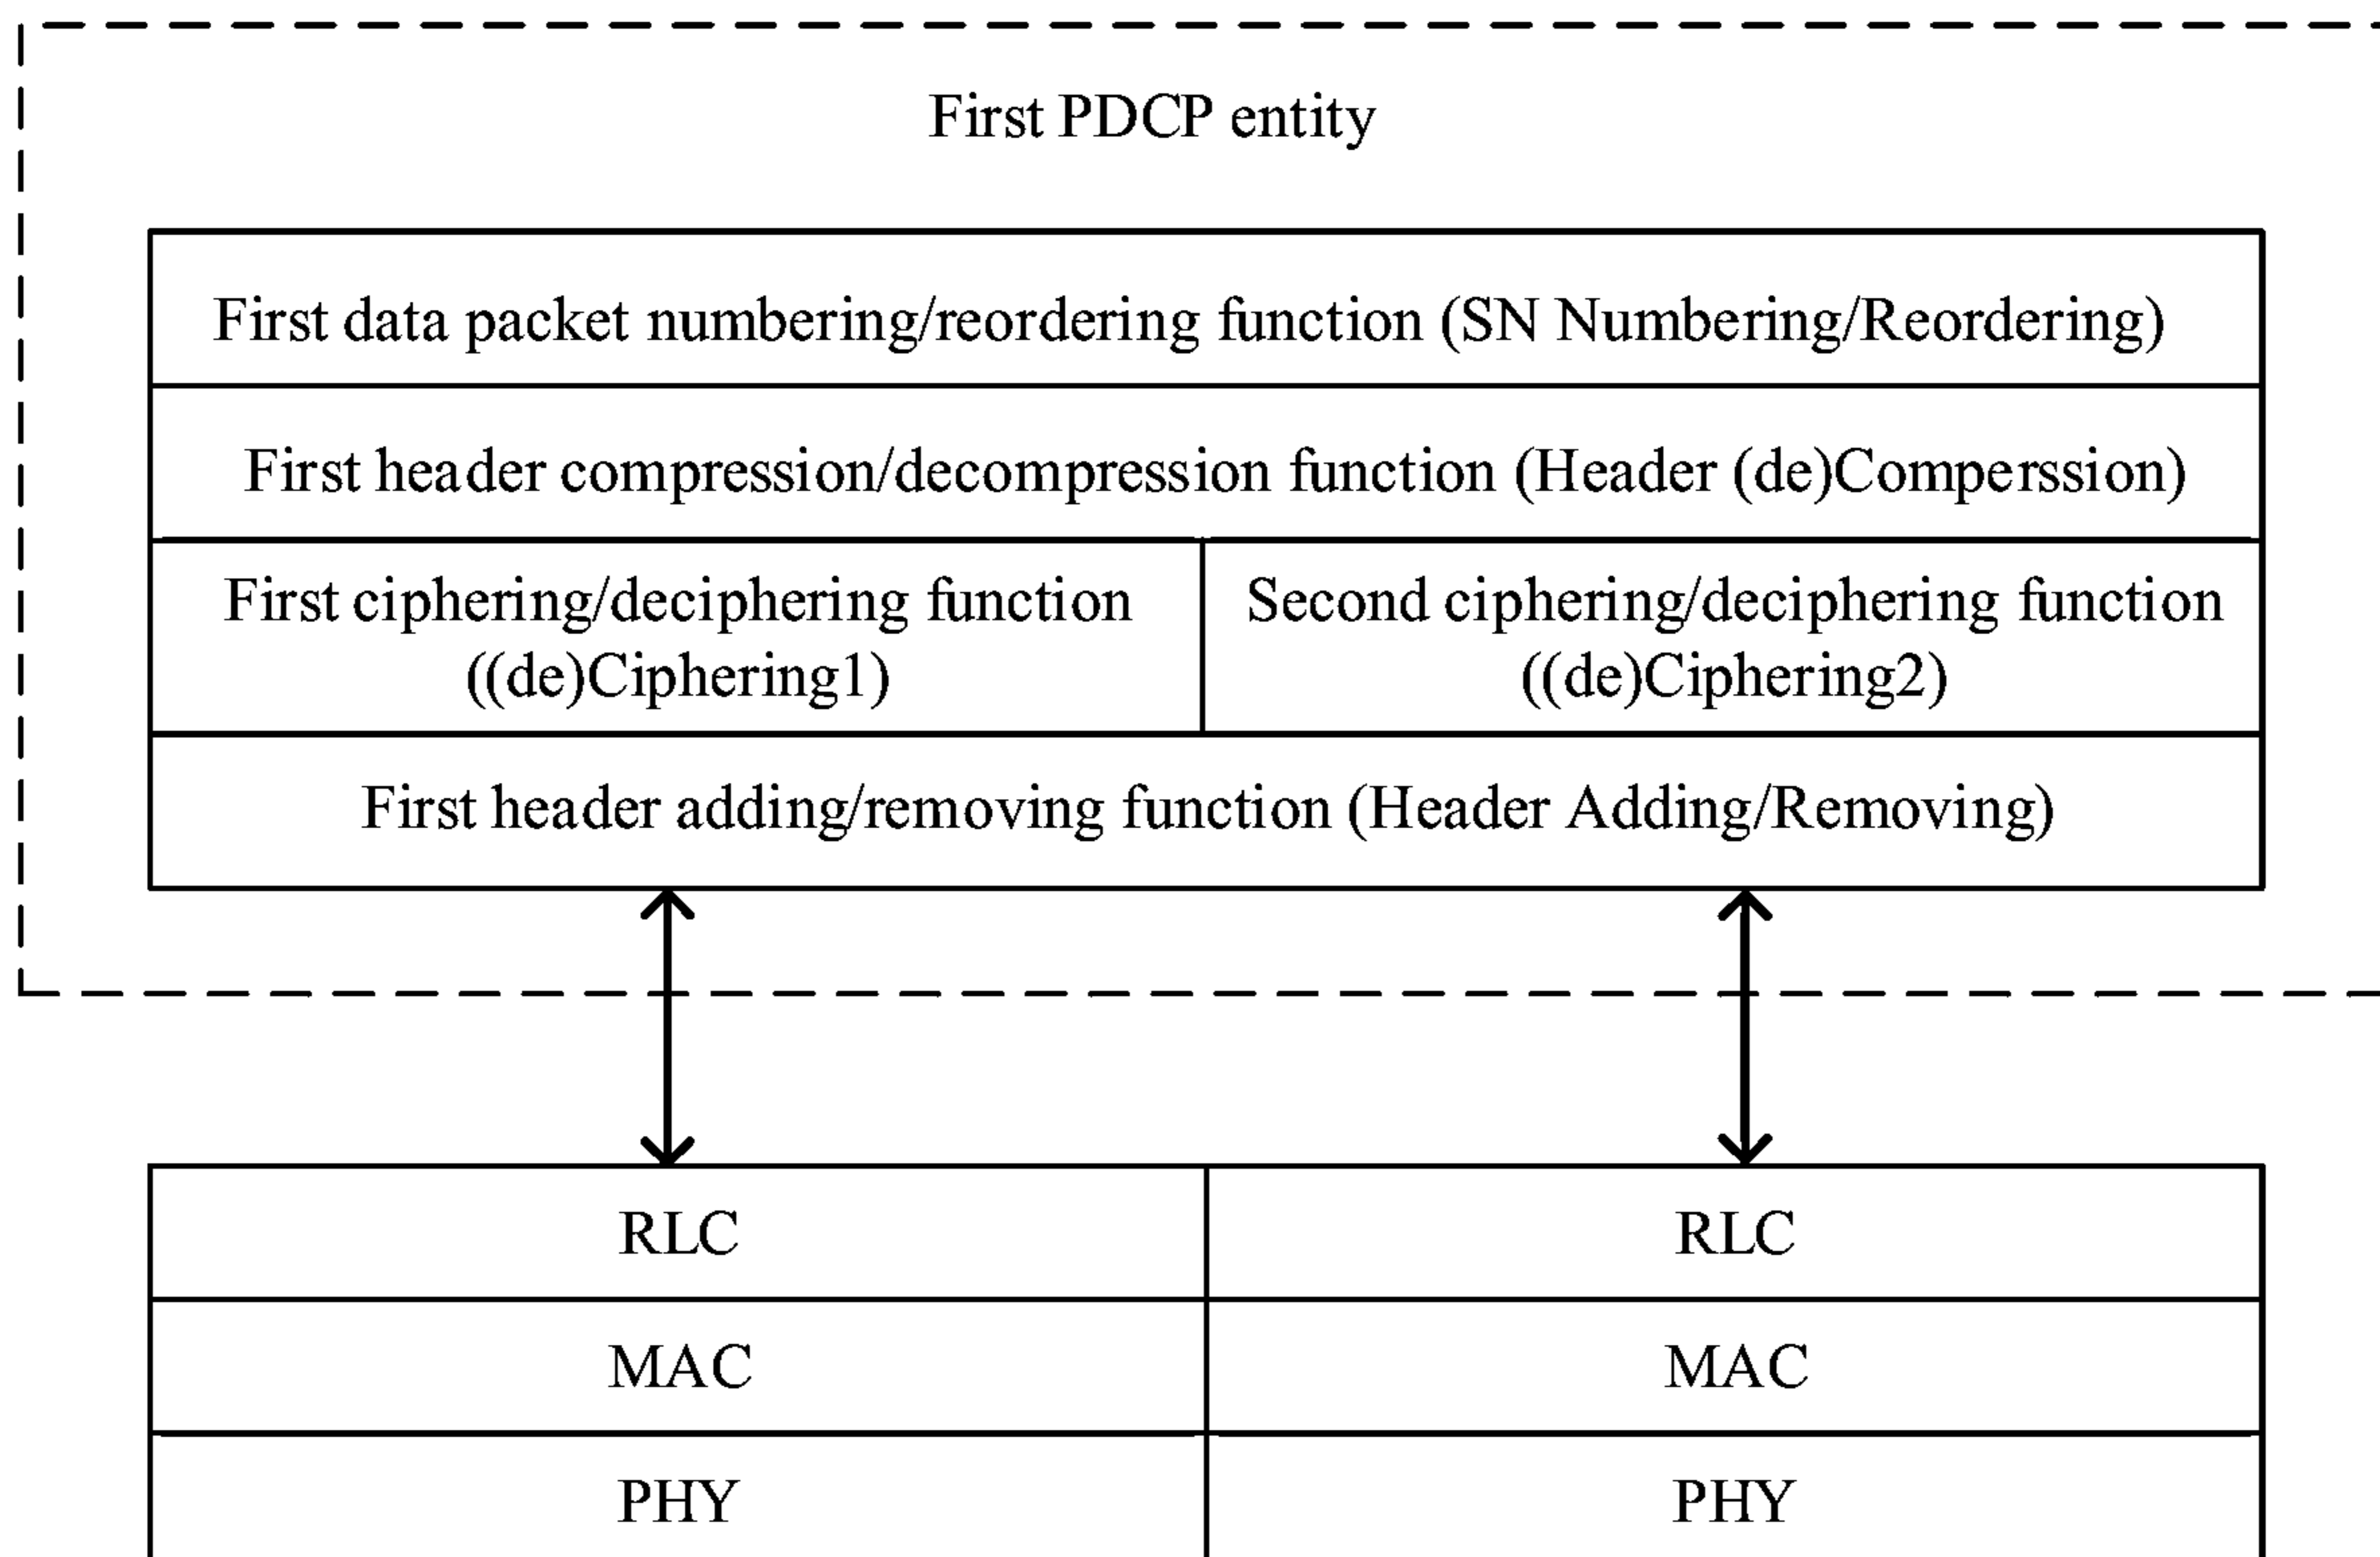 First PDCP entity
First data packet numbering/reordering function (SN Numbering/Reordering)
First header compression/decompression function (Header (de)Comperssion)
First ciphering/deciphering function
((de)Ciphering1)
Second ciphering/deciphering function
((de)Ciphering2)
First header adding/removing function (Header Adding/Removing)
RLC
RLC
MAC
MAC
PHY
PHY